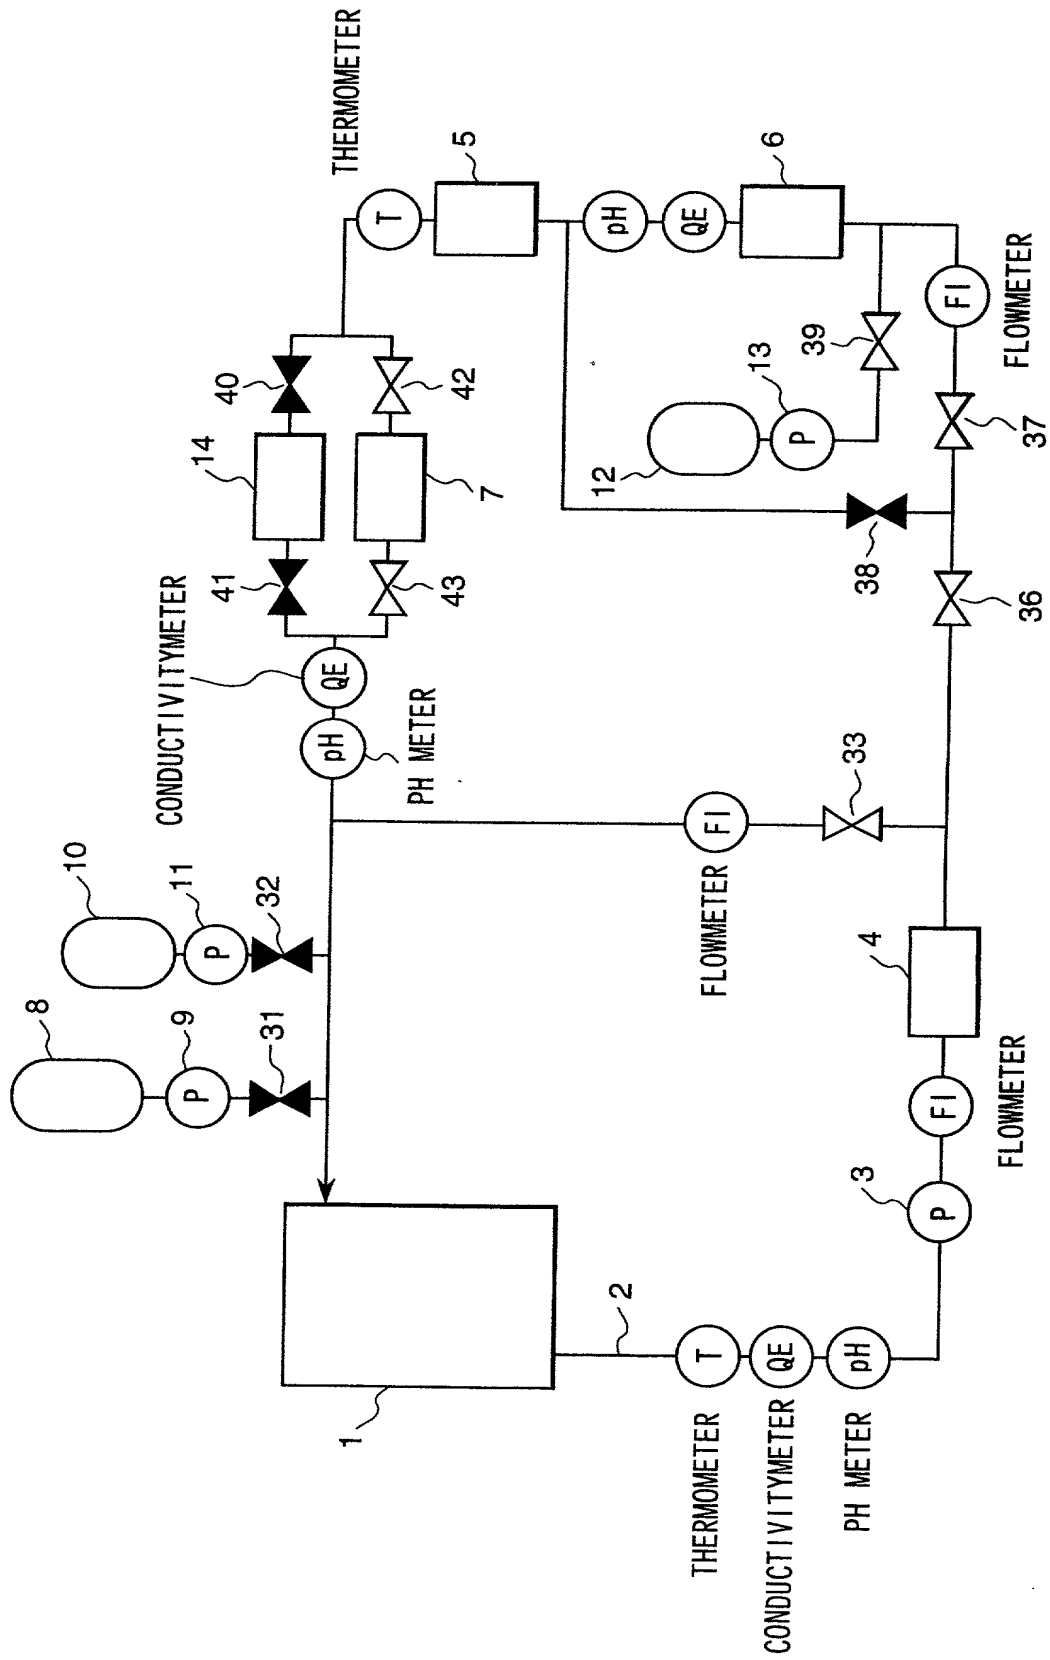 8
10
9
11
CONDUCTIVITYMETER
14
P
P
41
40
31
32
pH
QE
THERMOMETER
1
T
PH METER
43
42
5
7
12
pH
2
QE
THERMOMETER
T
FLOWMETER
FI
13
6
CONDUCTIVITYMETER
QE
P
39
PH METER
pH
3
4
33
38
P
FI
FI
FLOWMETER
36
37
FLOWMETER